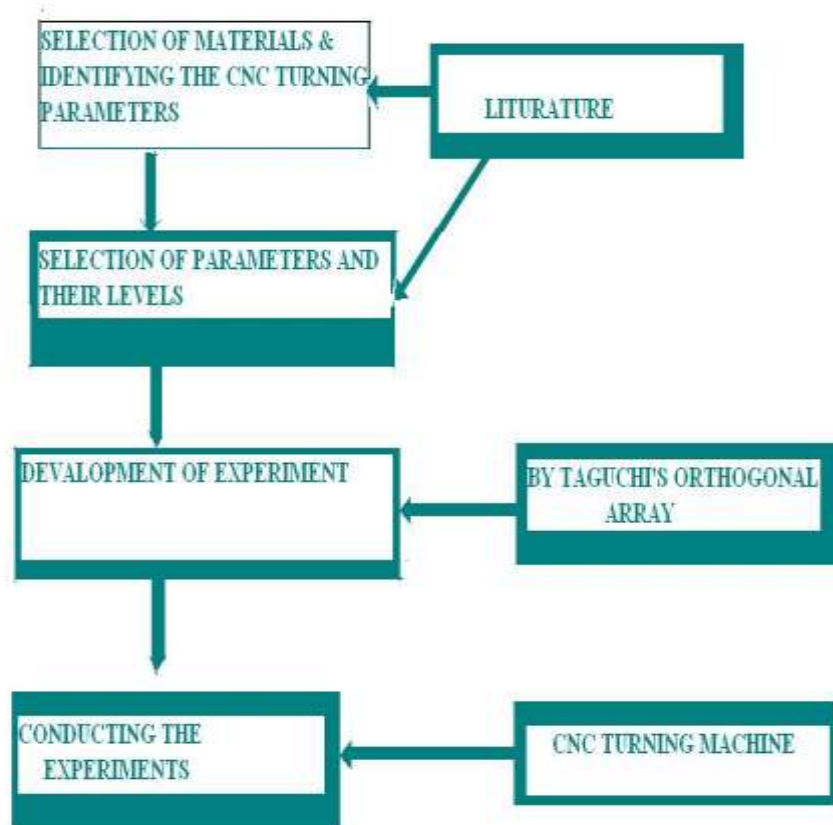 SELECTION OF MATERIALS &
IDENTIFYING THE CNC TURNING
PARAMETERS
LITURATURE
SELECTION OF PARAMETERS AND
THEIR LEVELS
DEVALOPMENT OF EXPERIMENT
BY TAGUCHI'S ORTHOGONAL
ARRAY
CONDUCTING THE
EXPERIMENTS
CNC TURNING MACHINE